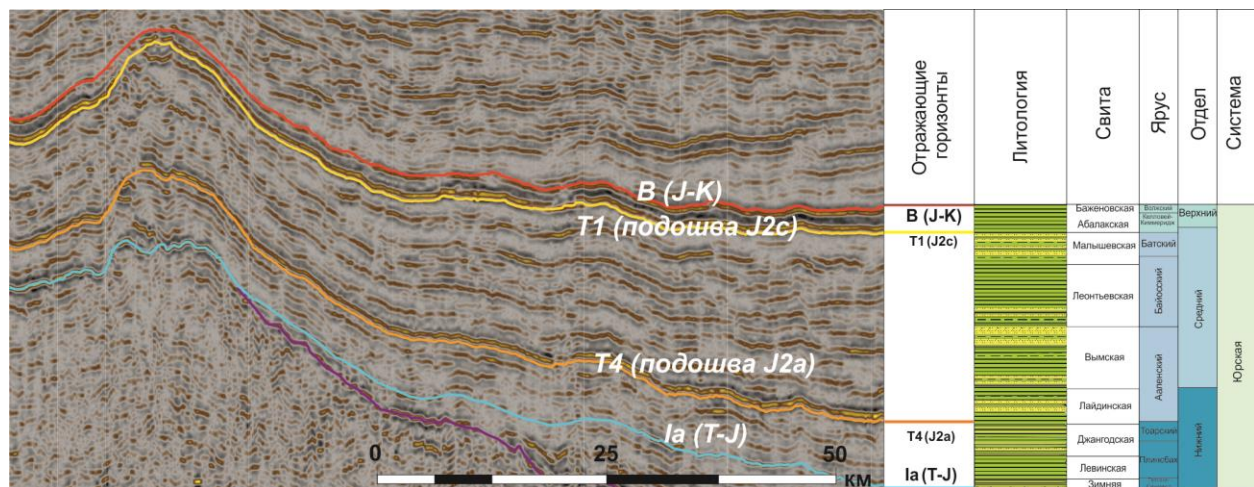 B (J-K)
T1 (подошва J2c)
T4 (подошва J2a)
Ia (T-J)
0
25
50
КМ
Отражающие
горизонты
Литология
Свита
Ярус
Отдел
Система
B (J-K)
T1 (J2c)
T4 (J2a)
Ia (T-J)
Баженовская
Абалакская
Малышевская
Леонтьевская
Вымская
Лайдинская
Джангодская
Левинская
Зимняя
Волжский
Батский
Байосский
Ааленский
Тоарский
Плинсбах
Верхний
Средний
Нижний
Юрская